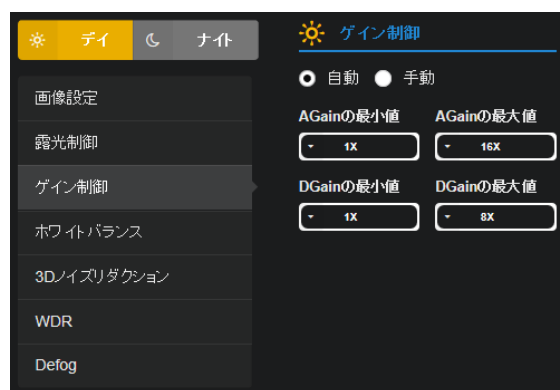 デイ ナイト
画像設定
露光制御
ゲイン制御
ホワイトバランス
3Dノイズリダクション
WDR
Defog
ゲイン制御
自動 手動
AGainの最小値 AGainの最大値
1X 16X
DGainの最小値 DGainの最大値
1X 8X